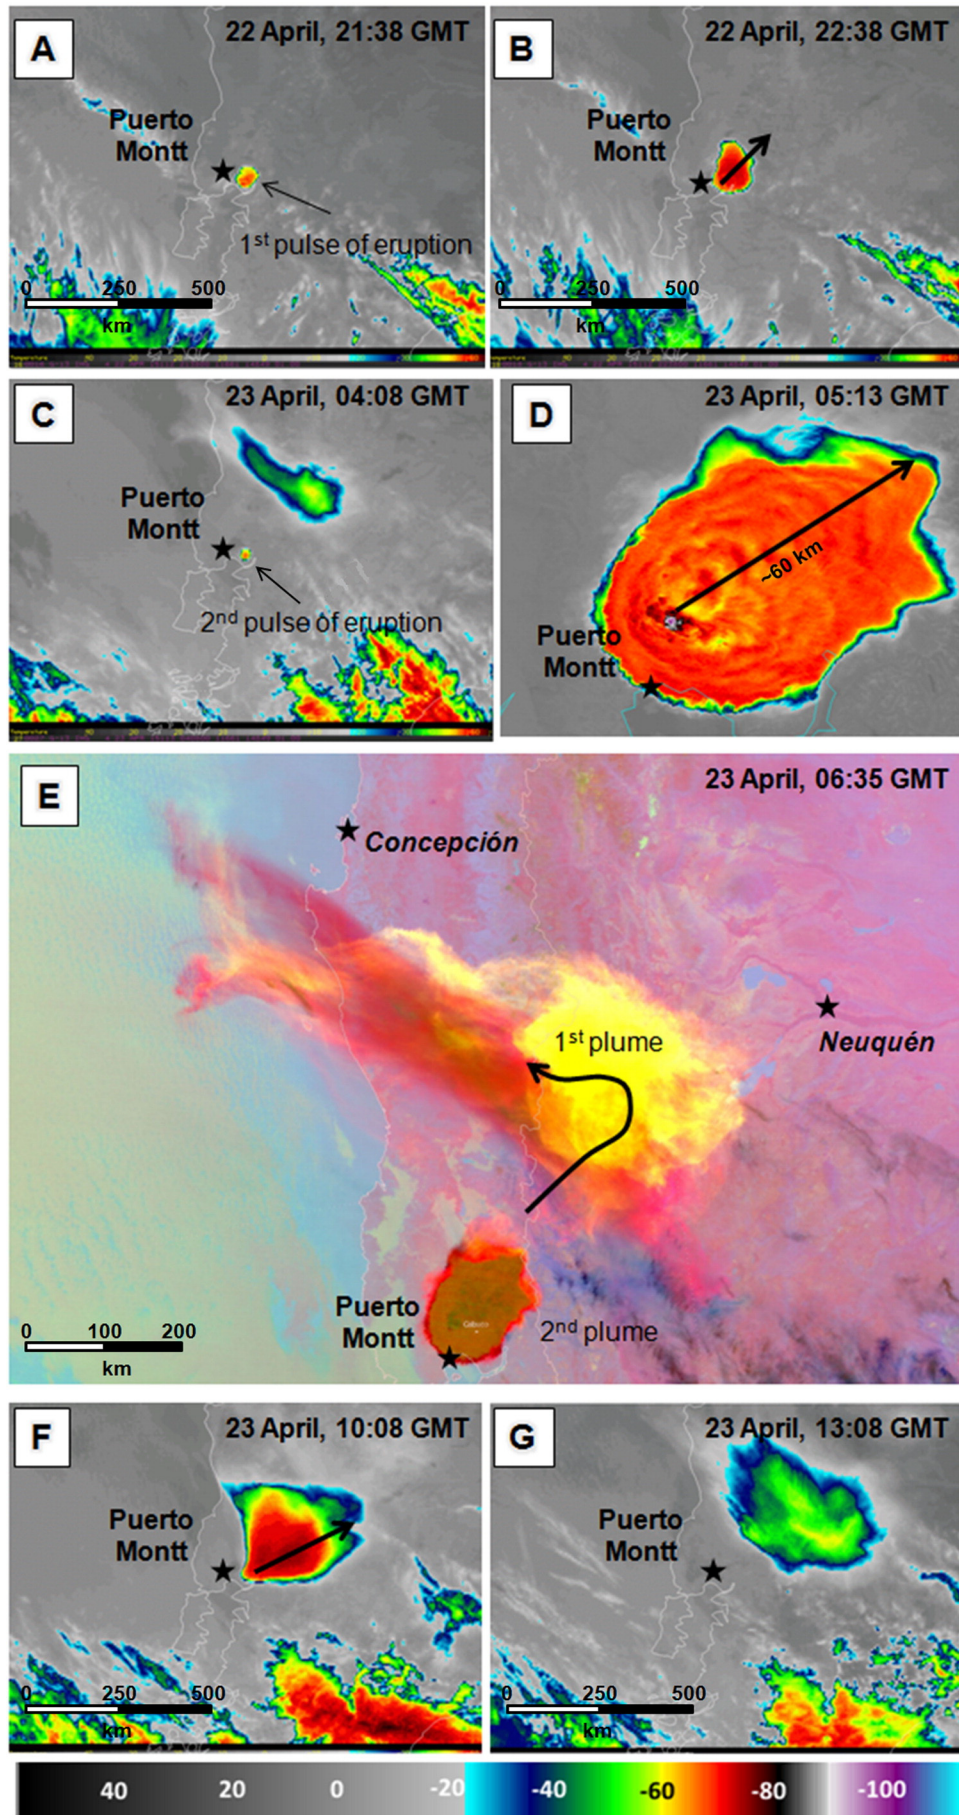 A
22 April, 21:38 GMT
Puerto
Montt
1st pulse of eruption
0 250 500
km
B
22 April, 22:38 GMT
Puerto
Montt
0 250 500
km
C
23 April, 04:08 GMT
Puerto
Montt
2nd pulse of eruption
D
23 April, 05:13 GMT
~60 km
Puerto
Montt
E
23 April, 06:35 GMT
Concepción
1st plume
Neuquén
Puerto
Montt
Calbuco
2nd plume
0 100 200
km
F
23 April, 10:08 GMT
Puerto
Montt
0 250 500
km
G
23 April, 13:08 GMT
Puerto
Montt
0 250 500
km
40 20 0 -20 -40 -60 -80 -100